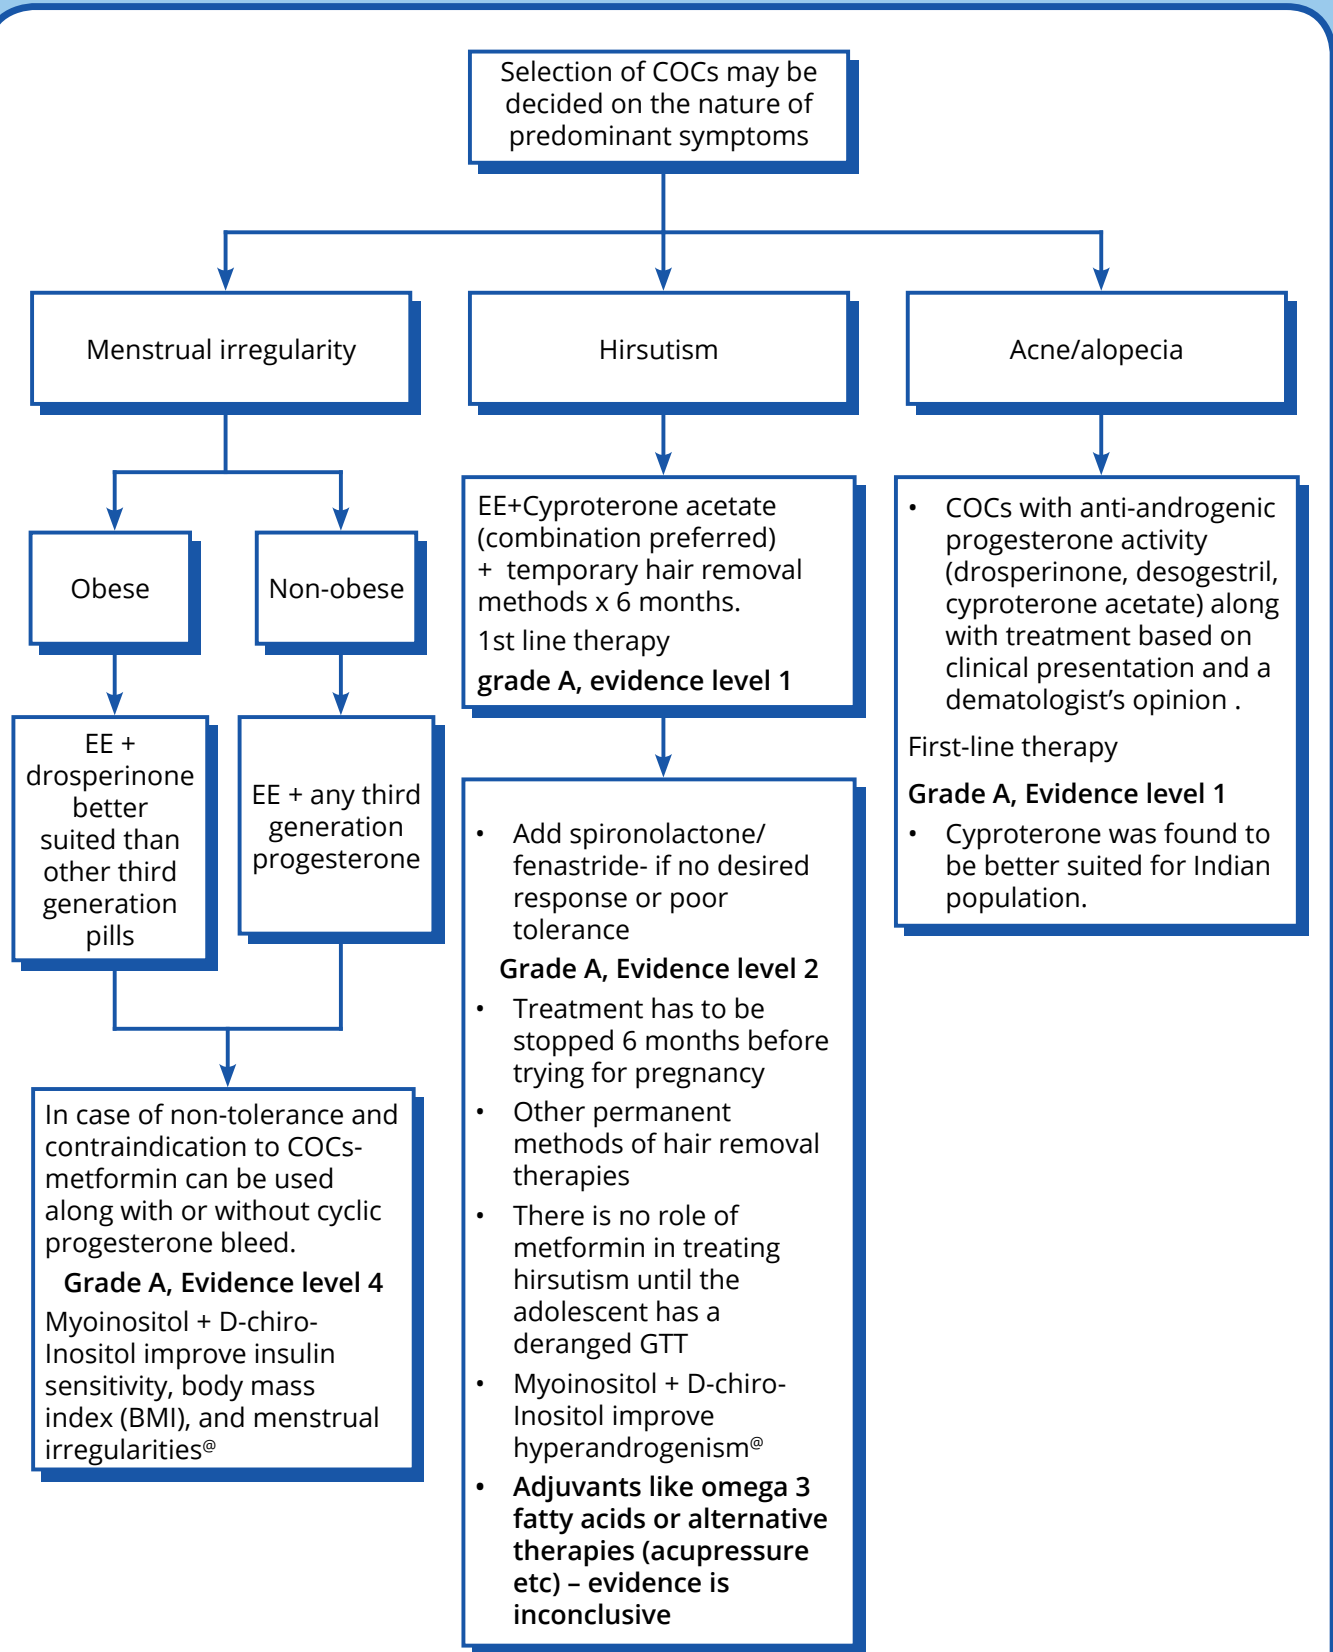 Selection of COCs may be
decided on the nature of
predominant symptoms
Menstrual irregularity
Hirsutism
Acne/alopecia
Obese
Non-obese
EE +
drosperinone
better
suited than
other third
generation
pills
EE + any third
generation
progesterone
In case of non-tolerance and
contraindication to COCs-
metformin can be used
along with or without cyclic
progesterone bleed.
Grade A, Evidence level 4
Myoinositol + D-chiro-
Inositol improve insulin
sensitivity, body mass
index (BMI), and menstrual
irregularities@
EE+Cyproterone acetate
(combination preferred)
+ temporary hair removal
methods x 6 months.
1st line therapy
grade A, evidence level 1
• Add spironolactone/
fenastride- if no desired
response or poor
tolerance
Grade A, Evidence level 2
• Treatment has to be
stopped 6 months before
trying for pregnancy
• Other permanent
methods of hair removal
therapies
• There is no role of
metformin in treating
hirsutism until the
adolescent has a
deranged GTT
• Myoinositol + D-chiro-
Inositol improve
hyperandrogenism@
• Adjuvants like omega 3
fatty acids or alternative
therapies (acupressure
etc) – evidence is
inconclusive
• COCs with anti-androgenic
progesterone activity
(drosperinone, desogestril,
cyproterone acetate) along
with treatment based on
clinical presentation and a
dematologist’s opinion .
First-line therapy
Grade A, Evidence level 1
• Cyproterone was found to
be better suited for Indian
population.